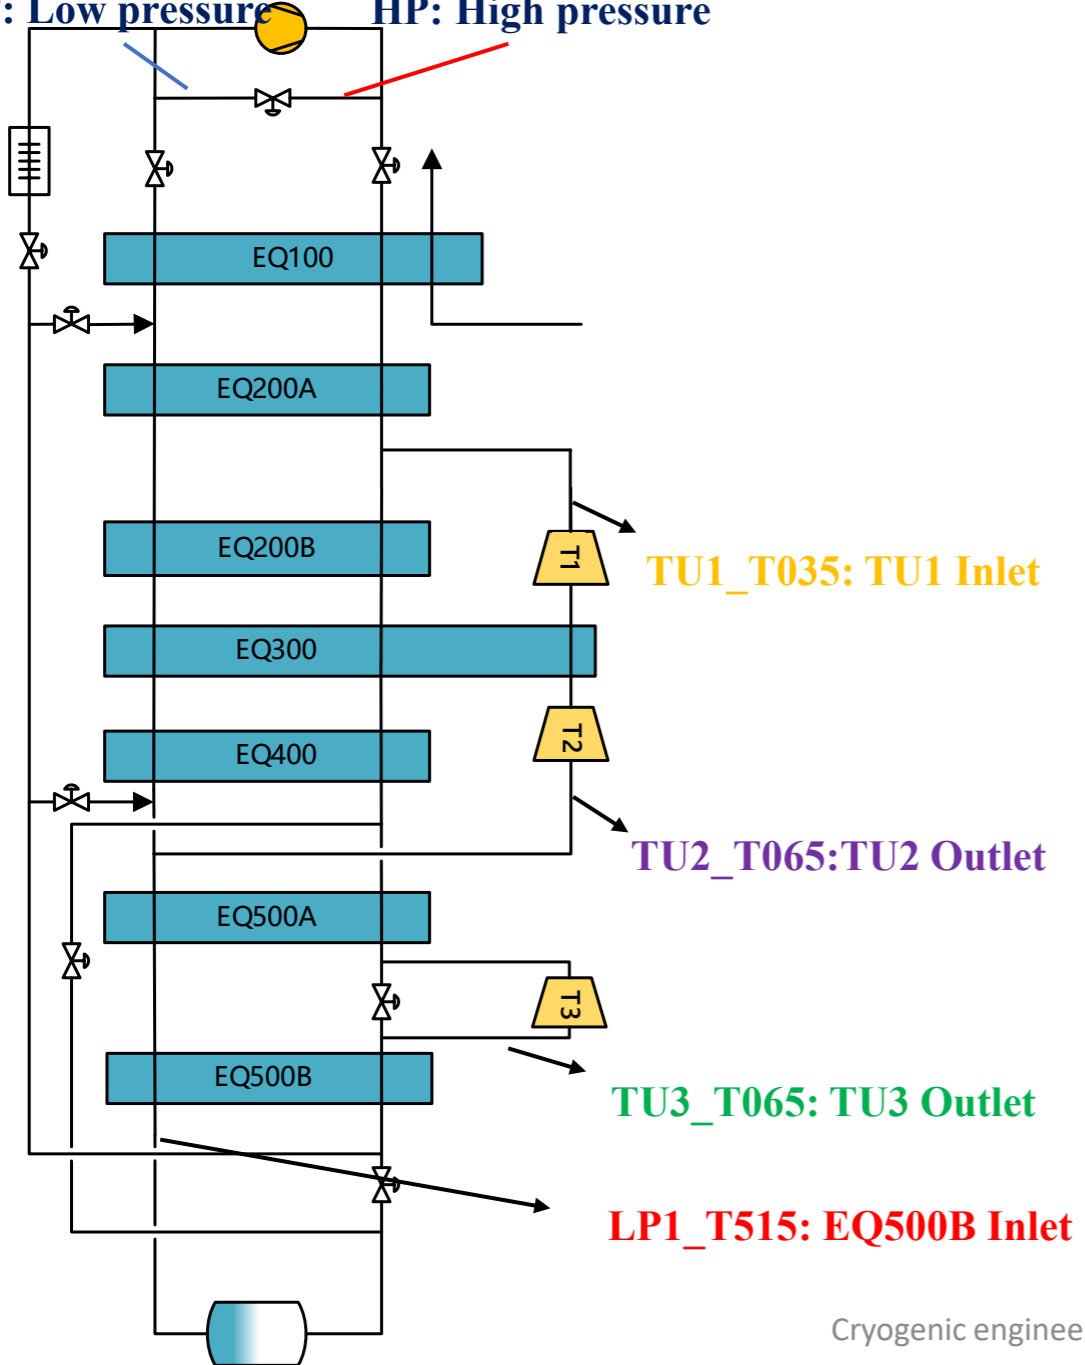 : Low pressure HP: High pressure
EQ100
EQ200A
EQ200B
T1
TU1_T035: TU1 Inlet
EQ300
EQ400
T2
TU2_T065:TU2 Outlet
EQ500A
T3
EQ500B
TU3_T065: TU3 Outlet
LP1_T515: EQ500B Inlet
Cryogenic enginee